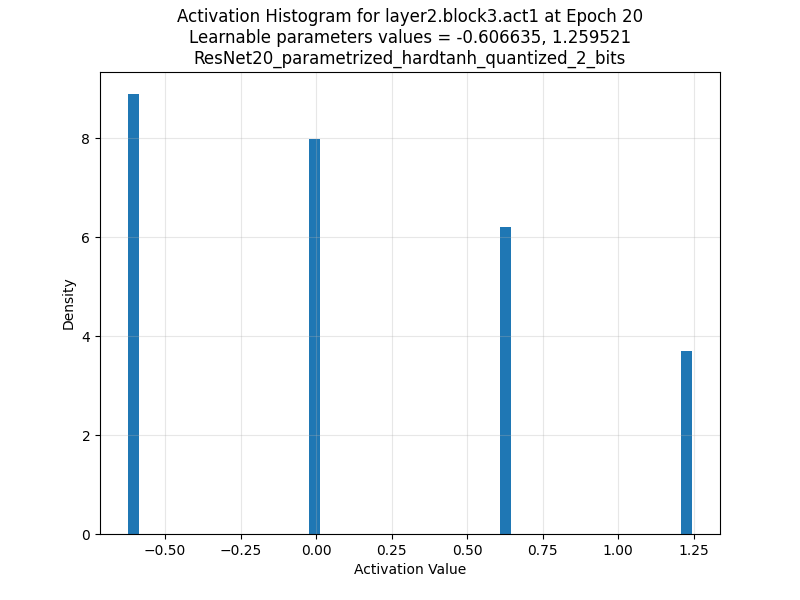 Activation Histogram for layer2.block3.act1 at Epoch 20
Learnable parameters values = -0.606635, 1.259521
ResNet20_parametrized_hardtanh_quantized_2_bits
Density
8
6
4
2
0
−0.50 −0.25 0.00 0.25 0.50 0.75 1.00 1.25
Activation Value